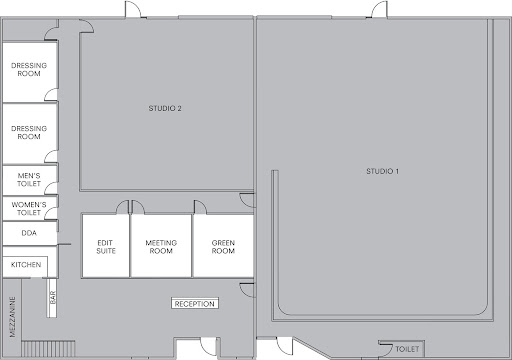 DRESSING
ROOM
STUDIO 2
DRESSING
ROOM
STUDIO 1
MEN'S
TOILET
WOMEN'S
TOILET
DDA
EDIT
SUITE
MEETING
ROOM
GREEN
ROOM
KITCHEN
BAR
RECEPTION
MEZZANINE
TOILET